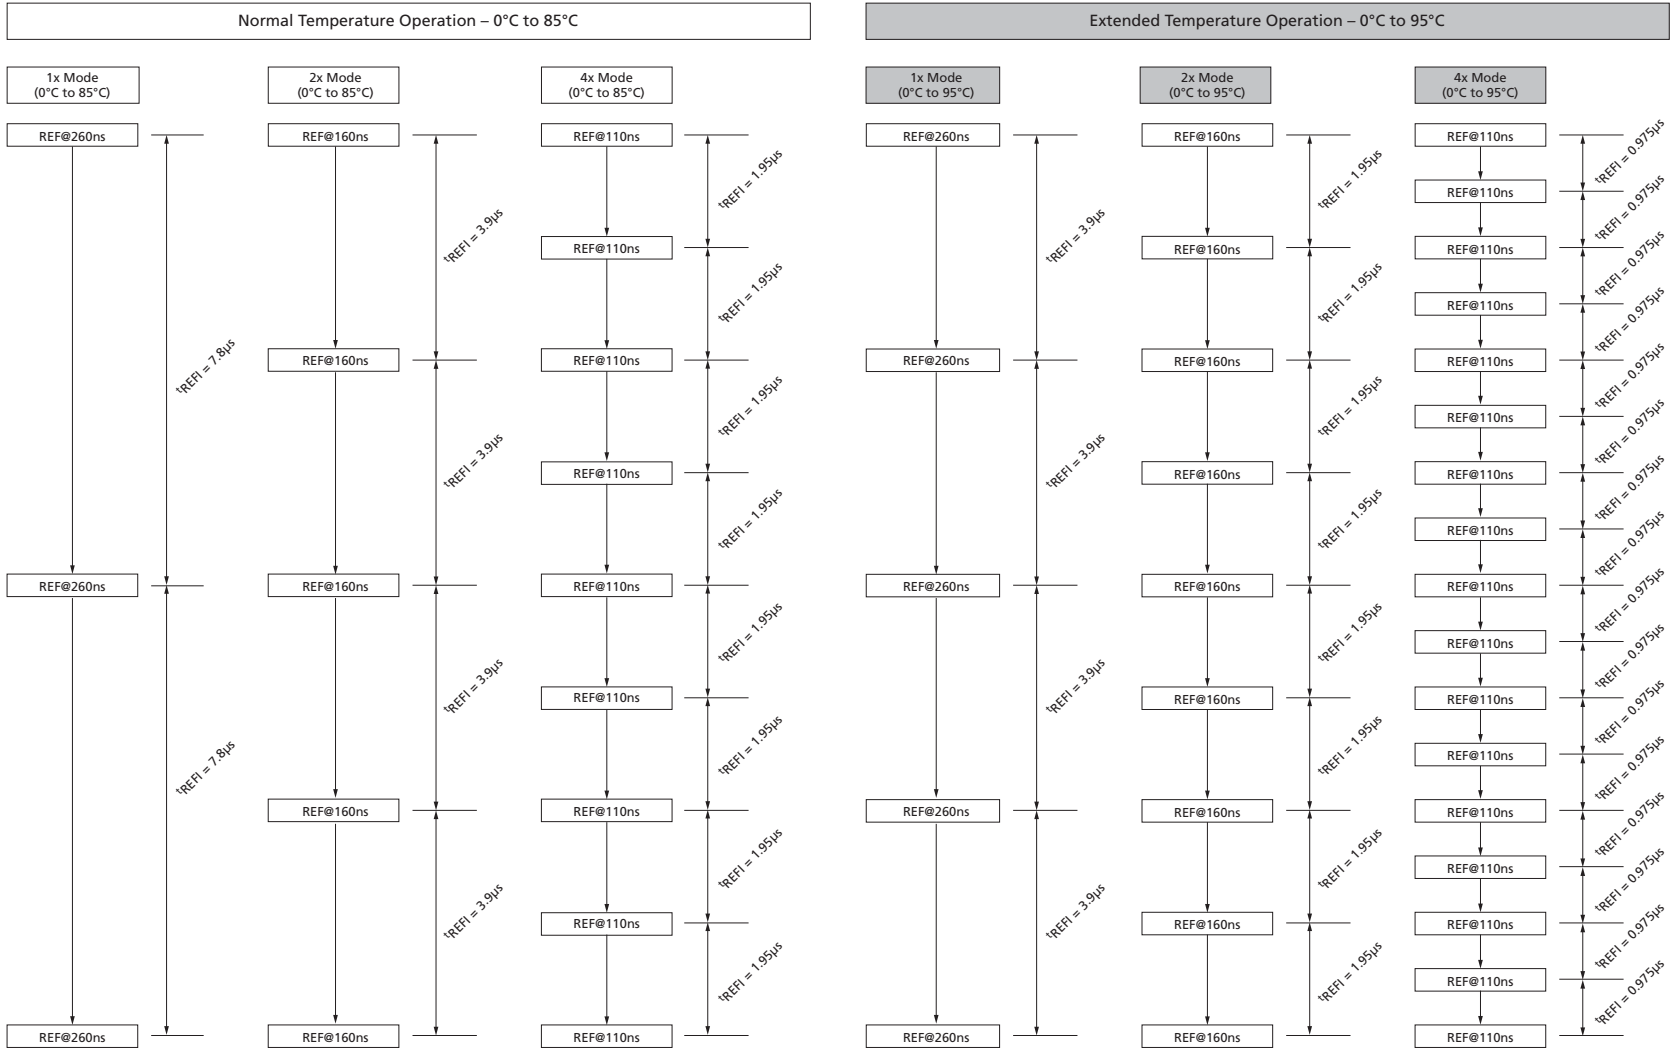 Normal Temperature Operation – 0°C to 85°C
1x Mode
(0°C to 85°C)
REF@260ns
tREFI = 7.8µs
REF@260ns
tREFI = 7.8µs
REF@260ns
2x Mode
(0°C to 85°C)
REF@160ns
tREFI = 3.9µs
REF@160ns
tREFI = 3.9µs
REF@160ns
tREFI = 3.9µs
REF@160ns
tREFI = 3.9µs
REF@160ns
4x Mode
(0°C to 85°C)
REF@110ns
tREFI = 1.95µs
REF@110ns
tREFI = 1.95µs
REF@110ns
tREFI = 1.95µs
REF@110ns
tREFI = 1.95µs
REF@110ns
tREFI = 1.95µs
REF@110ns
tREFI = 1.95µs
REF@110ns
tREFI = 1.95µs
REF@110ns
tREFI = 1.95µs
REF@110ns
Extended Temperature Operation – 0°C to 95°C
1x Mode
(0°C to 95°C)
REF@260ns
tREFI = 3.9µs
REF@260ns
tREFI = 3.9µs
REF@260ns
tREFI = 3.9µs
REF@260ns
tREFI = 3.9µs
REF@260ns
2x Mode
(0°C to 95°C)
REF@160ns
tREFI = 1.95µs
REF@160ns
tREFI = 1.95µs
REF@160ns
tREFI = 1.95µs
REF@160ns
tREFI = 1.95µs
REF@160ns
tREFI = 1.95µs
REF@160ns
tREFI = 1.95µs
REF@160ns
tREFI = 1.95µs
REF@160ns
tREFI = 1.95µs
REF@160ns
4x Mode
(0°C to 95°C)
REF@110ns
tREFI = 0.975µs
REF@110ns
tREFI = 0.975µs
REF@110ns
tREFI = 0.975µs
REF@110ns
tREFI = 0.975µs
REF@110ns
tREFI = 0.975µs
REF@110ns
tREFI = 0.975µs
REF@110ns
tREFI = 0.975µs
REF@110ns
tREFI = 0.975µs
REF@110ns
tREFI = 0.975µs
REF@110ns
tREFI = 0.975µs
REF@110ns
tREFI = 0.975µs
REF@110ns
tREFI = 0.975µs
REF@110ns
tREFI = 0.975µs
REF@110ns
tREFI = 0.975µs
REF@110ns
tREFI = 0.975µs
REF@110ns
tREFI = 0.975µs
REF@110ns